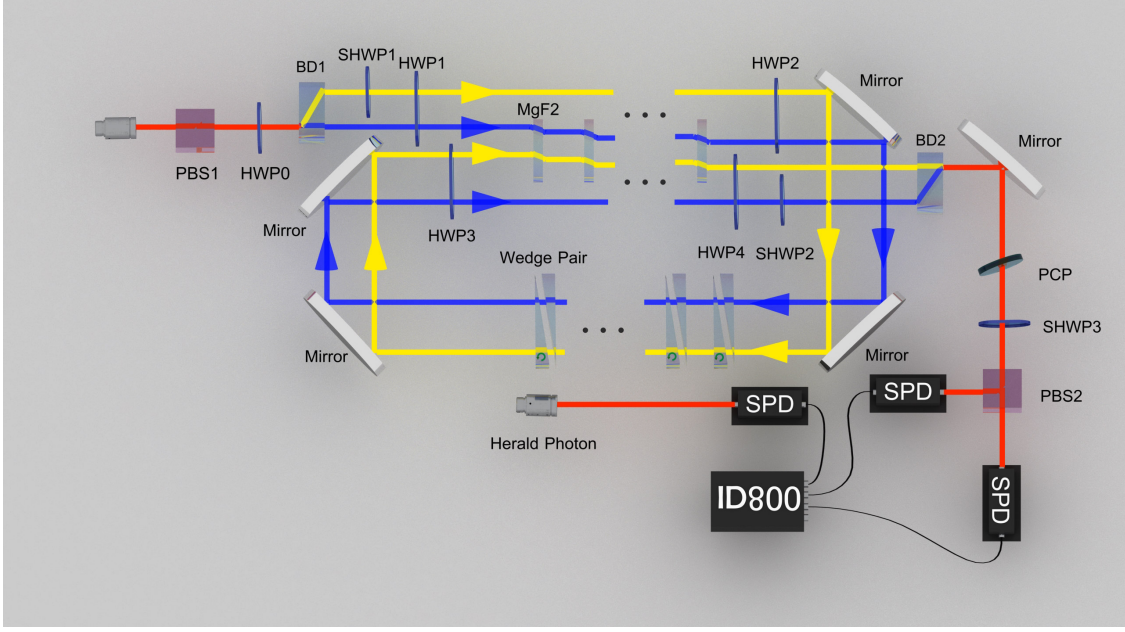 SHWP1
BD1
HWP1
HWP2
Mirror
MgF2
Mirror
PBS1
HWP0
BD2
Mirror
HWP3
HWP4
SHWP2
Wedge Pair
PCP
SHWP3
Mirror
Mirror
PBS2
SPD
SPD
Herald Photon
ID800
SPD